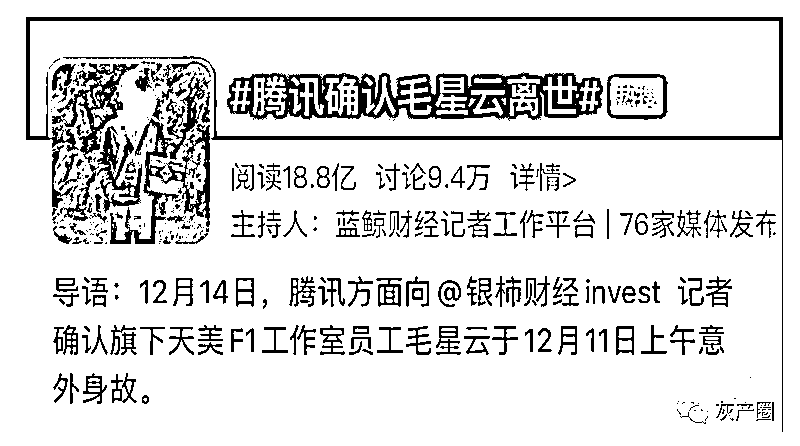 #腾讯确认毛星云离世#
阅读18.8亿 讨论9.4万 详情>
主持人：蓝鲸财经记者工作平台 | 76家媒体发布
导语：12月14日，腾讯方面向@银柿财经invest 记者
确认旗下天美F1工作室员工毛星云于12月11日上午意
外身故。
灰产圈